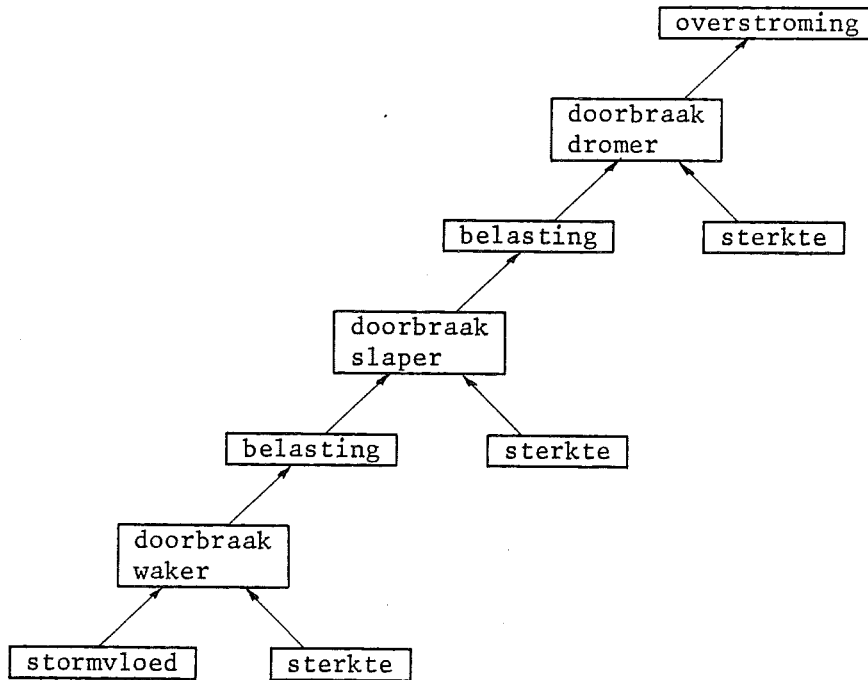 overstroming
doorbraak
dromer
belasting
sterkte
doorbraak
slaper
belasting
sterkte
doorbraak
waker
stormvloed
sterkte